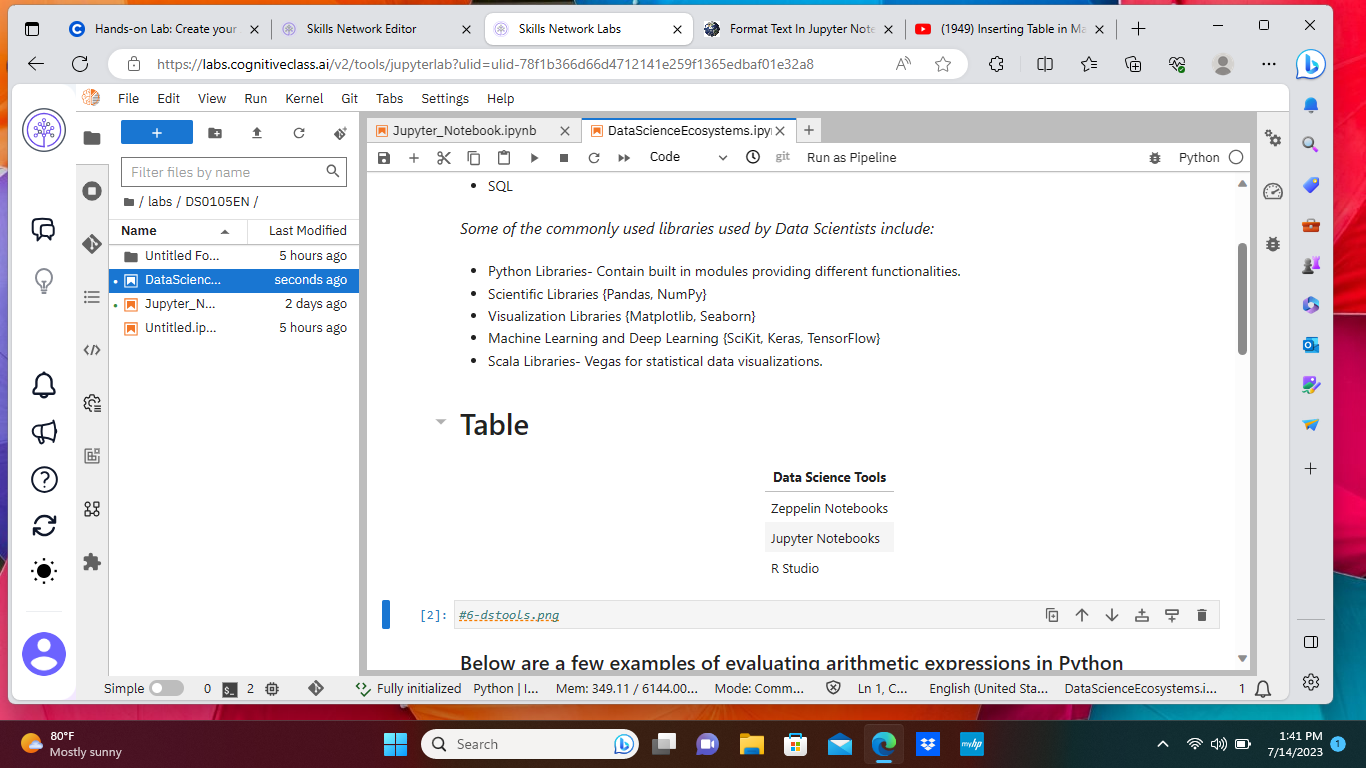 Hands-on Lab: Create your
Skills Network Editor
Skills Network Labs
Format Text In Jupyter Note
(1949) Inserting Table in Ma
https://labs.cognitiveclass.ai/v2/tools/jupyterlab?ulid=ulid-78f1b366d66d4712141e259f1365edbaf01e32a8
File Edit View Run Kernel Git Tabs Settings Help
Jupyter_Notebook.ipynb
DataScienceEcosystems.ipyn
Code
git
Run as Pipeline
Python
Filter files by name
/ labs / DS0105EN /
Name Last Modified
Untitled Fo... 5 hours ago
DataScienc... seconds ago
Jupyter_N... 2 days ago
Untitled.ip... 5 hours ago
• SQL
Some of the commonly used libraries used by Data Scientists include:
• Python Libraries- Contain built in modules providing different functionalities.
• Scientific Libraries {Pandas, NumPy}
• Visualization Libraries {Matplotlib, Seaborn}
• Machine Learning and Deep Learning {SciKit, Keras, TensorFlow}
• Scala Libraries- Vegas for statistical data visualizations.
Table
Data Science Tools
Zeppelin Notebooks
Jupyter Notebooks
R Studio
[2]: #6-dstools.png
Below are a few examples of evaluating arithmetic expressions in Python
Simple 0 2 Fully initialized Python | I... Mem: 349.11 / 6144.00... Mode: Comm... Ln 1, C... English (United Sta... DataScienceEcosystems.i... 1
80°F
Mostly sunny
Search
myhp
1:41 PM
7/14/2023
1